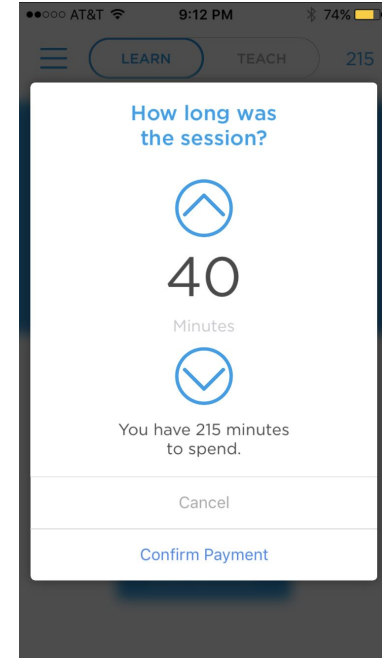 AT&T 9:12 PM 74%
LEARN TEACH 215
How long was
the session?
40
Minutes
You have 215 minutes
to spend.
Cancel
Confirm Payment